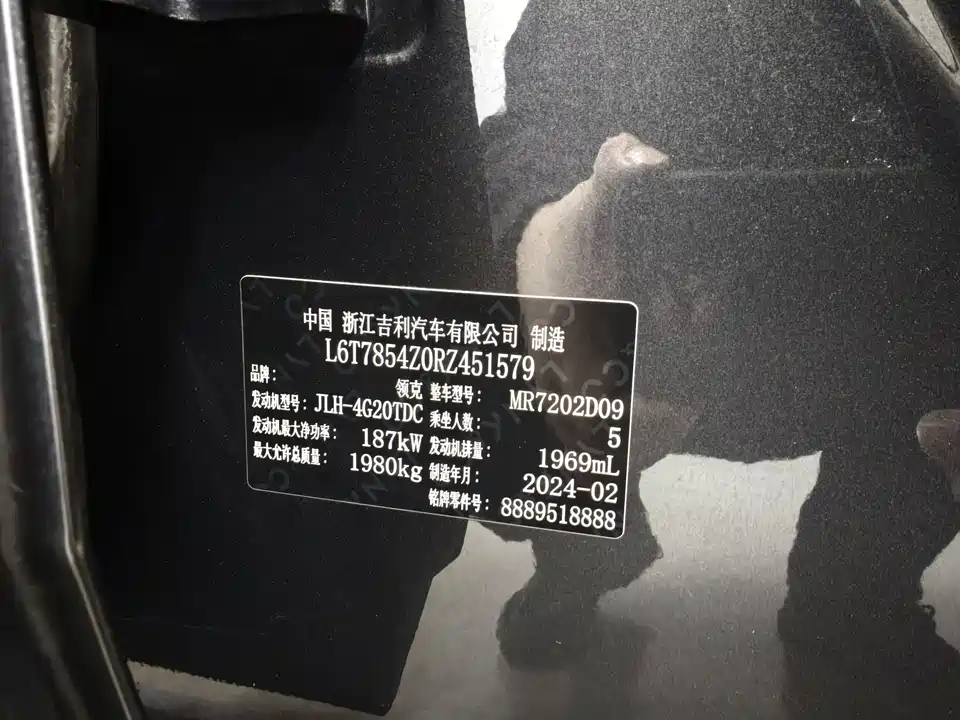 中国 浙江吉利汽车有限公司 制造
L6T7854Z0RZ451579
品牌： 领克 整车型号： MR7202D09
发动机型号：JLH-4G20TDC 乘坐人数： 5
发动机最大净功率： 187kW 发动机排量： 1969mL
最大允许总质量： 1980kg 制造年月： 2024-02
铭牌零件号： 8889518888